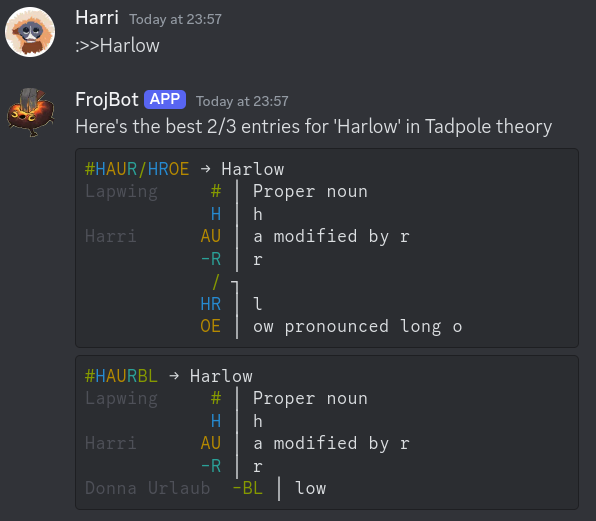 Harri Today at 23:57
:>>Harlow
FrojBot APP Today at 23:57
Here's the best 2/3 entries for 'Harlow' in Tadpole theory
#HAUR/HROE → Harlow
Lapwing # │ Proper noun
H │ h
Harri AU │ a modified by r
-R │ r
/ ┐
HR │ l
OE │ ow pronounced long o
#HAURBL → Harlow
Lapwing # │ Proper noun
H │ h
Harri AU │ a modified by r
-R │ r
Donna Urlaub -BL │ low